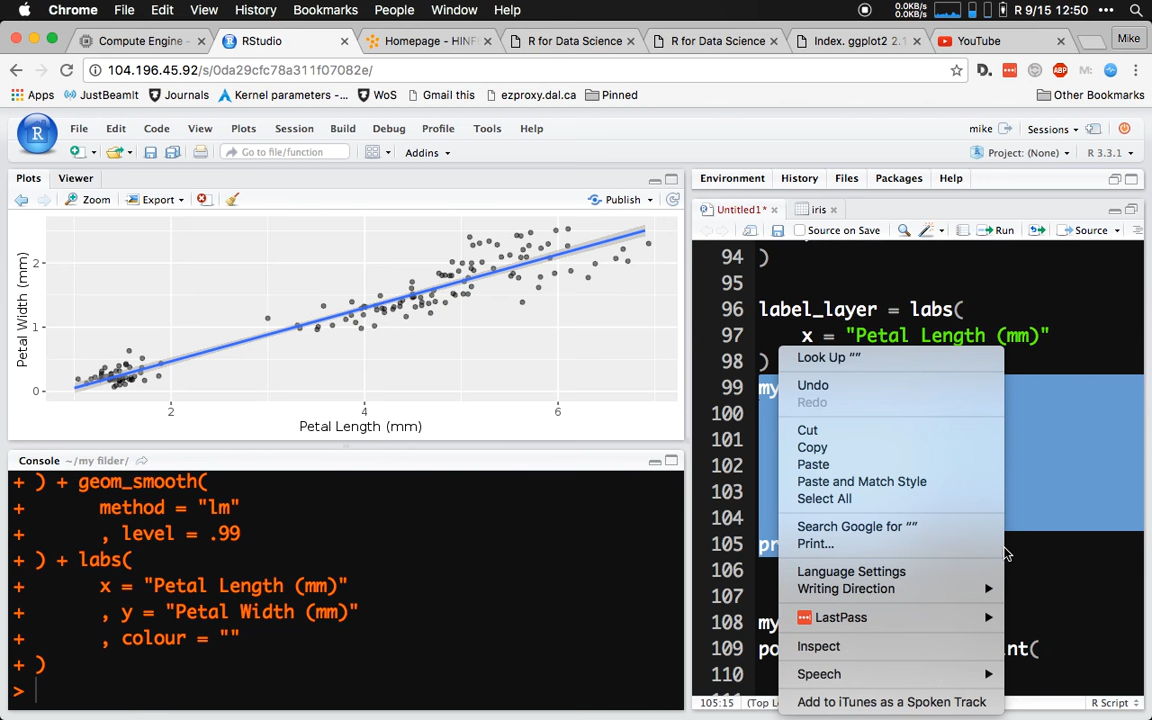 Chrome File Edit View History Bookmarks People Window Help
0.0KB/s
0.0KB/s
R 9/15 12:50
Compute Engine -
RStudio
Homepage - HINF
R for Data Science
R for Data Science
Index. ggplot2 2.1
YouTube
Mike
104.196.45.92/s/0da29cfc78a311f07082e/
D.
ABP
M:
Apps JustBeamIt Journals Kernel parameters -... WoS Gmail this ezproxy.dal.ca Pinned Other Bookmarks
R
File Edit Code View Plots Session Build Debug Profile Tools Help
mike Sessions
Go to file/function
Addins
Project: (None)
R 3.3.1
Plots Viewer
Zoom Export Publish
Petal Width (mm)
2
1
0
2 4 6
Petal Length (mm)
Console ~/my filder/
+ ) + geom_smooth(
+ method = "lm"
+ , level = .99
+ ) + labs(
+ x = "Petal Length (mm)"
+ , y = "Petal Width (mm)"
+ , colour = ""
+ )
>
Environment History Files Packages Help
Untitled1* iris
Source on Save Run Source
94 )
95
96 label_layer = labs(
97 x = "Petal Length (mm)"
98 )
99 my
100
101
102
103
104
105 pr
106
107
108 my
109 po nt(
110
105:15 (Top L R Script
Look Up “”
Undo
Redo
Cut
Copy
Paste
Paste and Match Style
Select All
Search Google for “”
Print...
Language Settings
Writing Direction
LastPass
Inspect
Speech
Add to iTunes as a Spoken Track